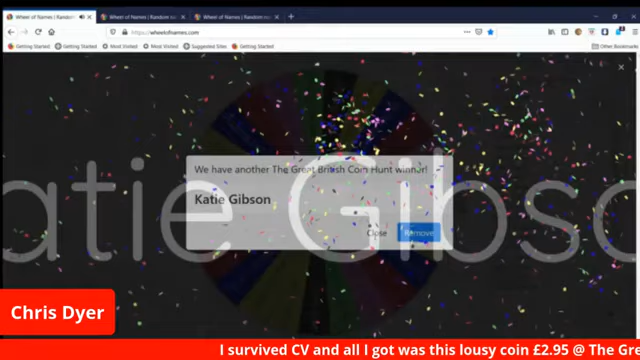 Wheel of Names | Random
Wheel of Names | Random na
Wheel of Names | Random na
https://wheelofnames.com
Getting Started
Getting Started
Most Visited
Most Visited
Suggested Sites
Getting Started
Other Bookmarks
We have another The Great British Coin Hunt winner!
Katie Gibson
Close
Remove
atie Gibso
Chris Dyer
I survived CV and all I got was this lousy coin £2.95 @ The Gre